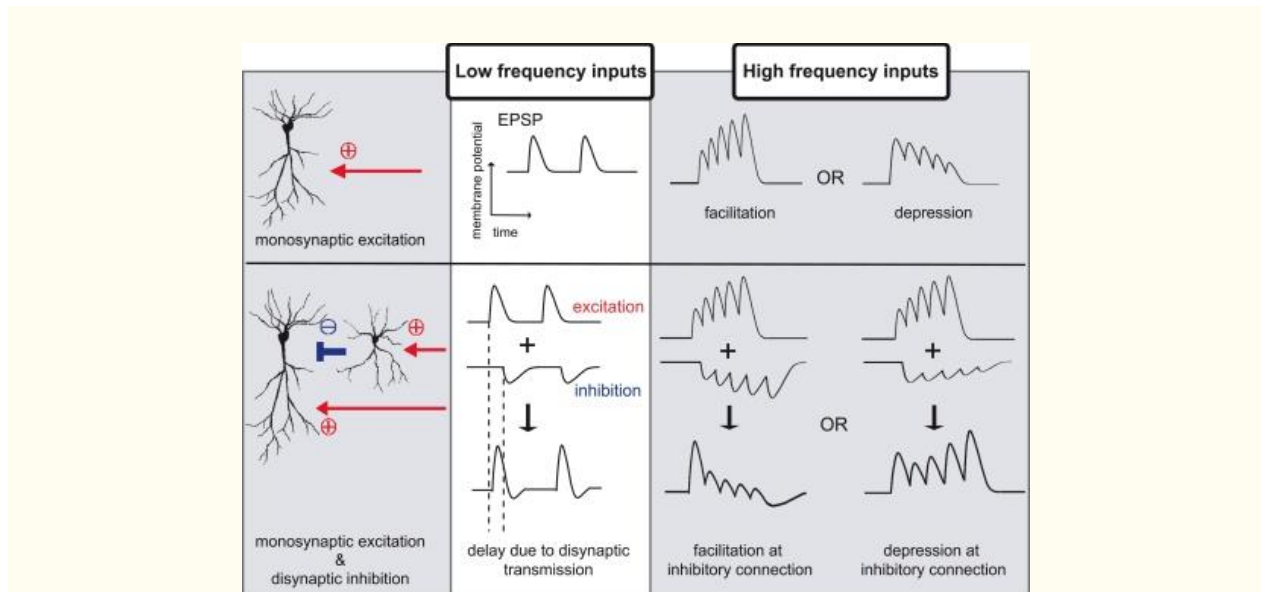 Low frequency inputs
High frequency inputs
EPSP
membrane potential
time
monosynaptic excitation
facilitation
OR
depression
excitation
+
inhibition
+
+
OR
monosynaptic excitation
&
disynaptic inhibition
delay due to disynaptic
transmission
facilitation at
inhibitory connection
depression at
inhibitory connection